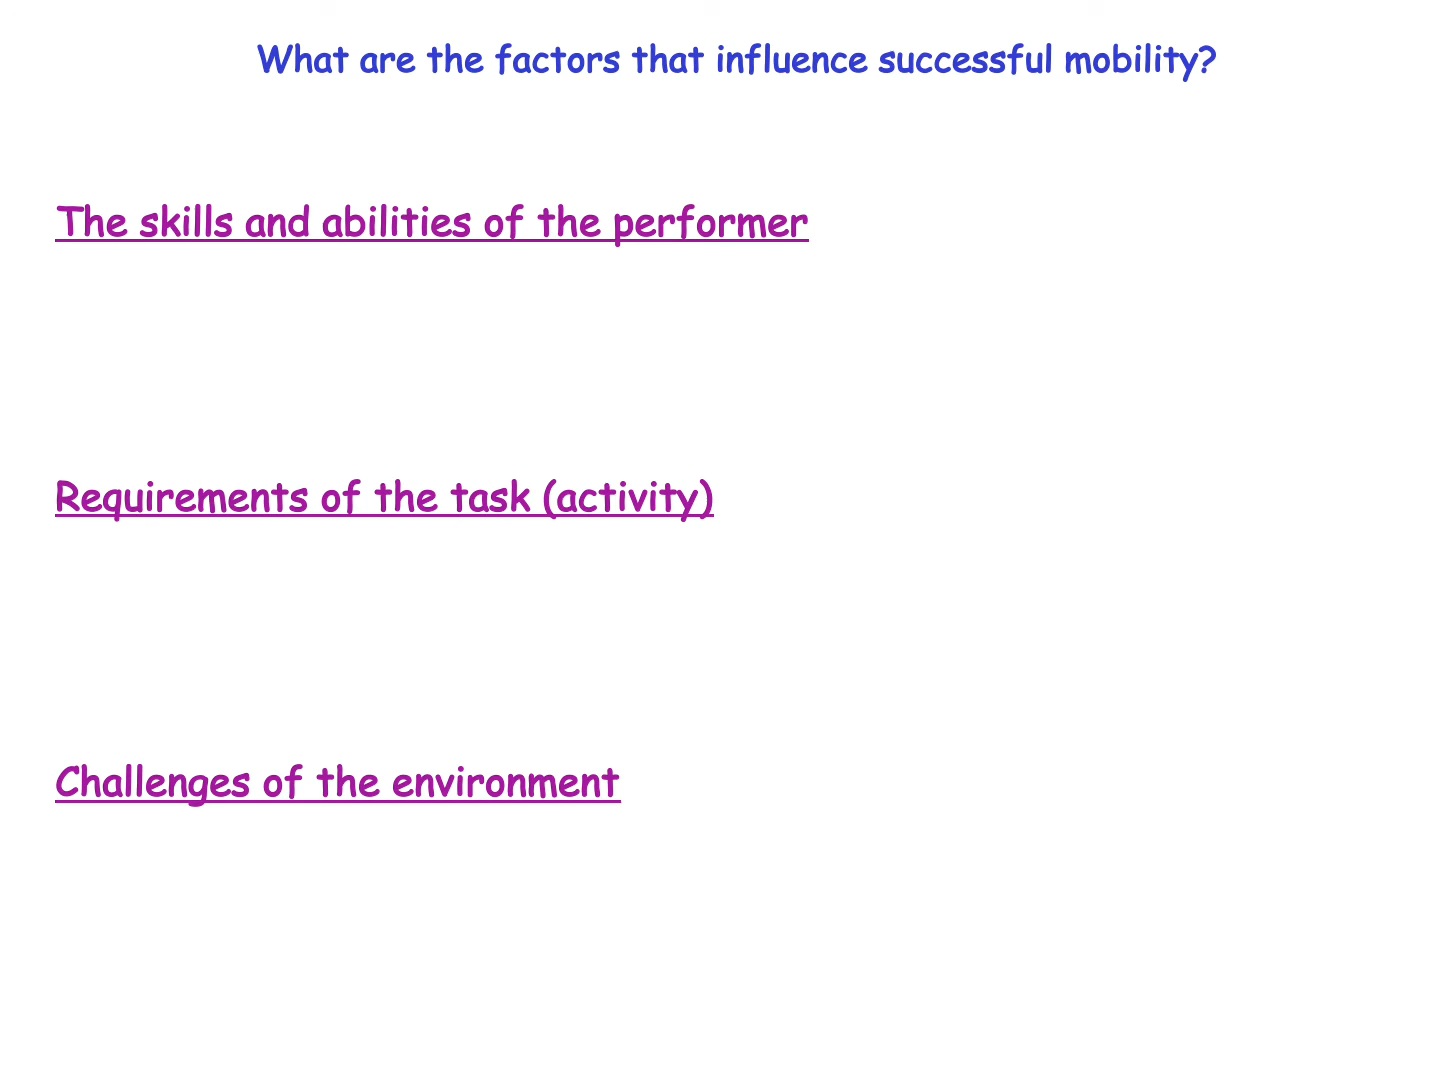 What are the factors that influence successful mobility?
The skills and abilities of the performer
Requirements of the task (activity)
Challenges of the environment